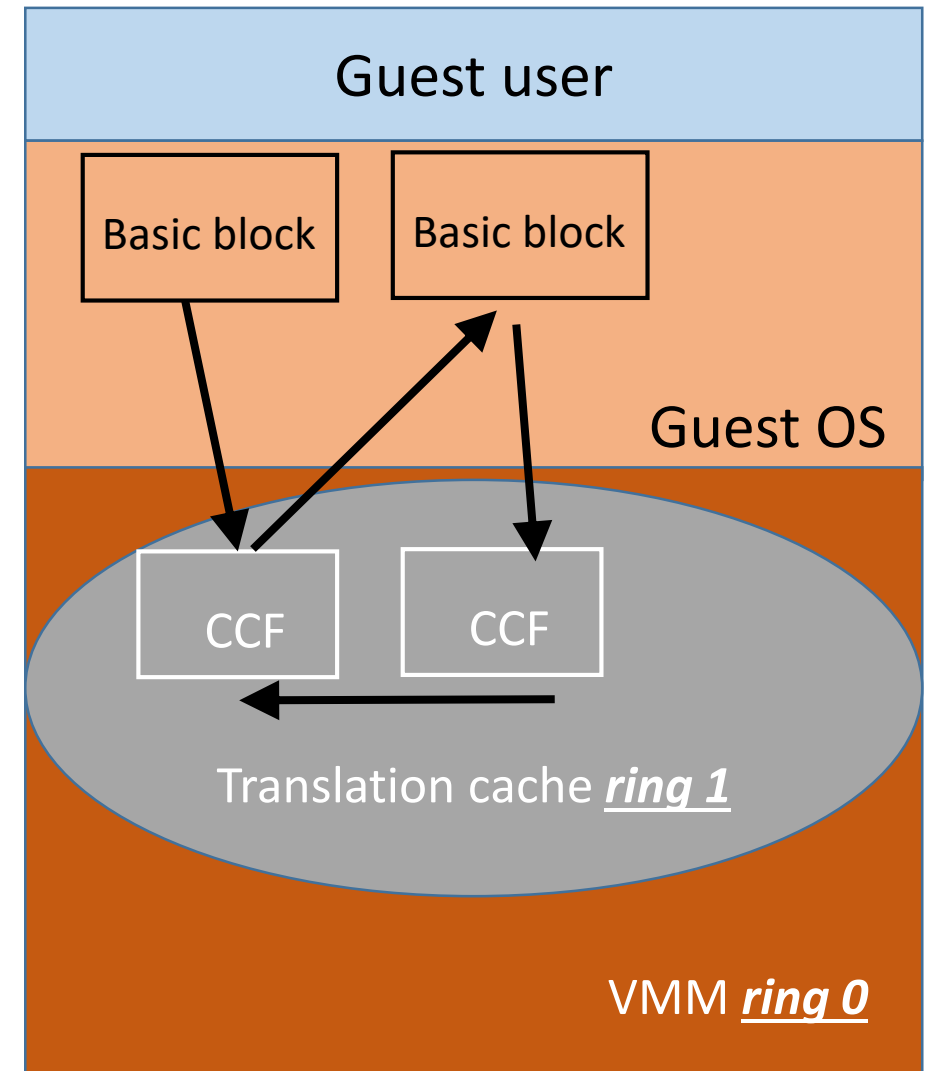 Guest user
Basic block
Basic block
Guest OS
CCF
CCF
Translation cache ring 1
VMM ring 0